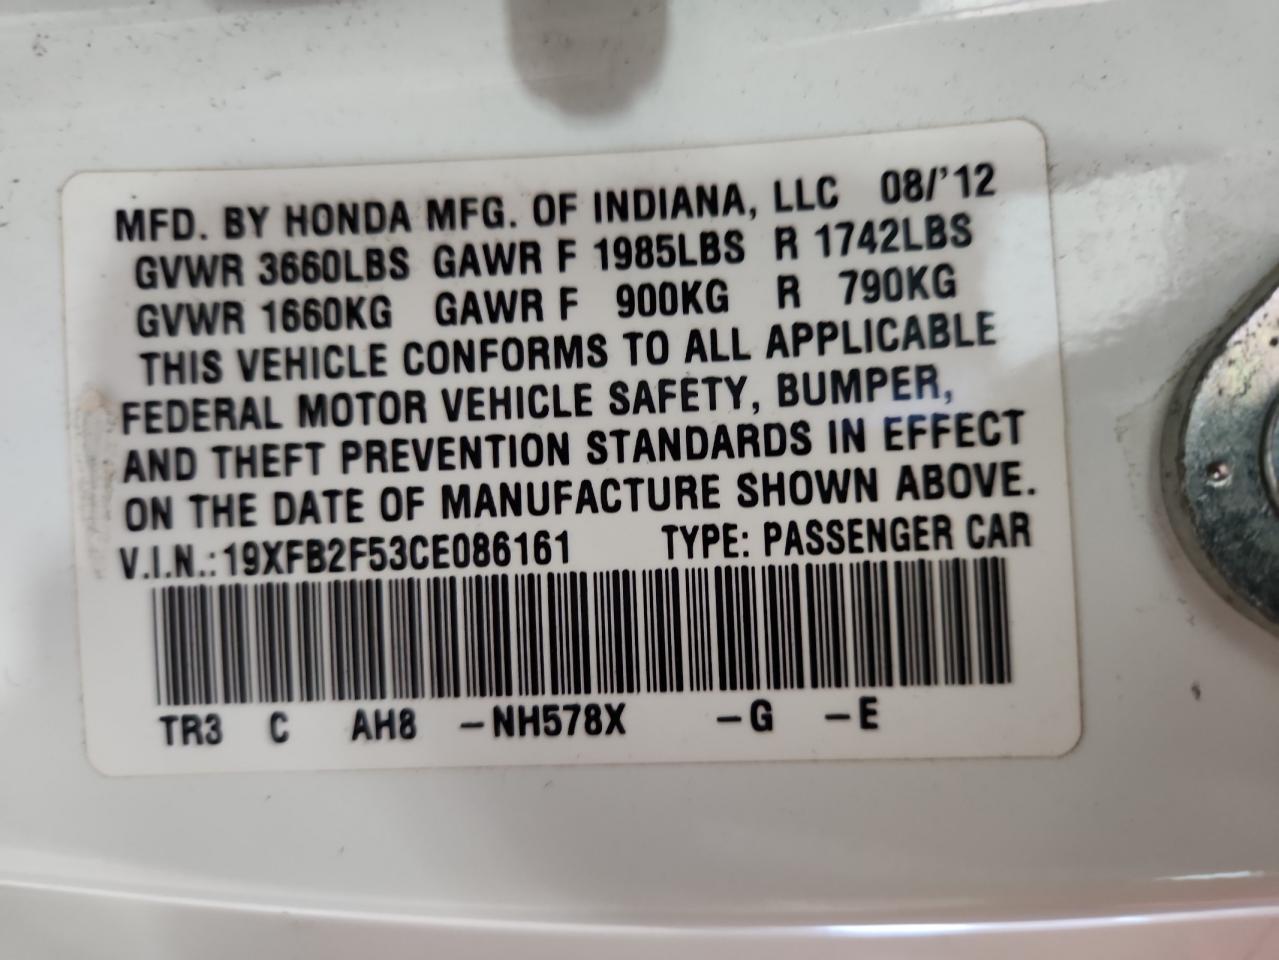 MFD. BY HONDA MFG. OF INDIANA, LLC 08/'12
GVWR 3660LBS GAWR F 1985LBS R 1742LBS
GVWR 1660KG GAWR F 900KG R 790KG
THIS VEHICLE CONFORMS TO ALL APPLICABLE
FEDERAL MOTOR VEHICLE SAFETY, BUMPER,
AND THEFT PREVENTION STANDARDS IN EFFECT
ON THE DATE OF MANUFACTURE SHOWN ABOVE.
V.I.N.:19XFB2F53CE086161 TYPE: PASSENGER CAR
TR3 C AH8 -NH578X -G -E